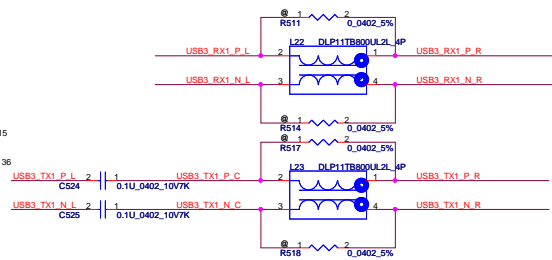 @
1 2
R511 0_0402_5%
L22 DLP11TB800UL2L_4P
USB3_RX1_P_L 2 1 USB3_RX1_P_R
USB3_RX1_N_L 3 4 USB3_RX1_N_R
@
1 2
R514 0_0402_5%
15
@
1 2
R517 0_0402_5%
36
L23 DLP11TB800UL2L_4P
USB3_TX1_P_L 2 1 USB3_TX1_P_C 2 1 USB3_TX1_P_R
C524 0.1U_0402_10V7K
USB3_TX1_N_L 2 1 USB3_TX1_N_C 3 4 USB3_TX1_N_R
C525 0.1U_0402_10V7K
@
1 2
R518 0_0402_5%